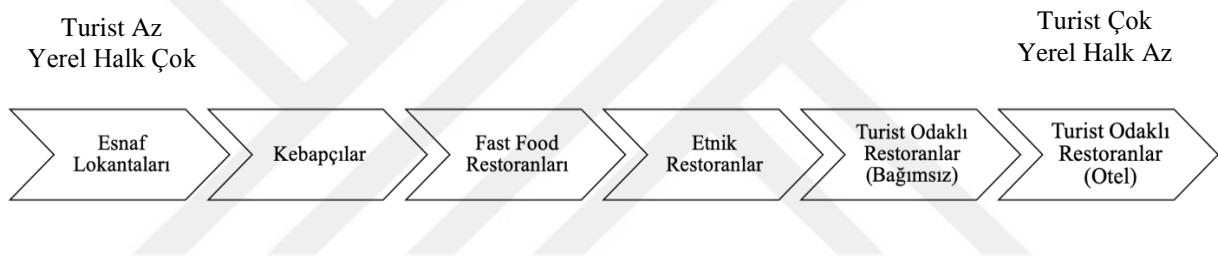 Turist Az
Yerel Halk Çok
Turist Çok
Yerel Halk Az
Esnaf
Lokantaları
Kebapçılar
Fast Food
Restoranları
Etnik
Restoranlar
Turist Odaklı
Restoranlar
(Bağımsız)
Turist Odaklı
Restoranlar
(Otel)